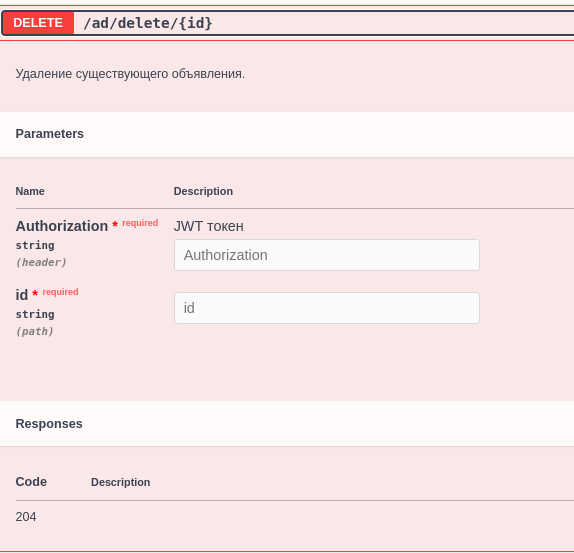 DELETE /ad/delete/{id}
Удаление существующего объявления.
Parameters
Name Description
Authorization * required JWT токен
string
(header)
Authorization
id * required
string
(path)
id
Responses
Code Description
204